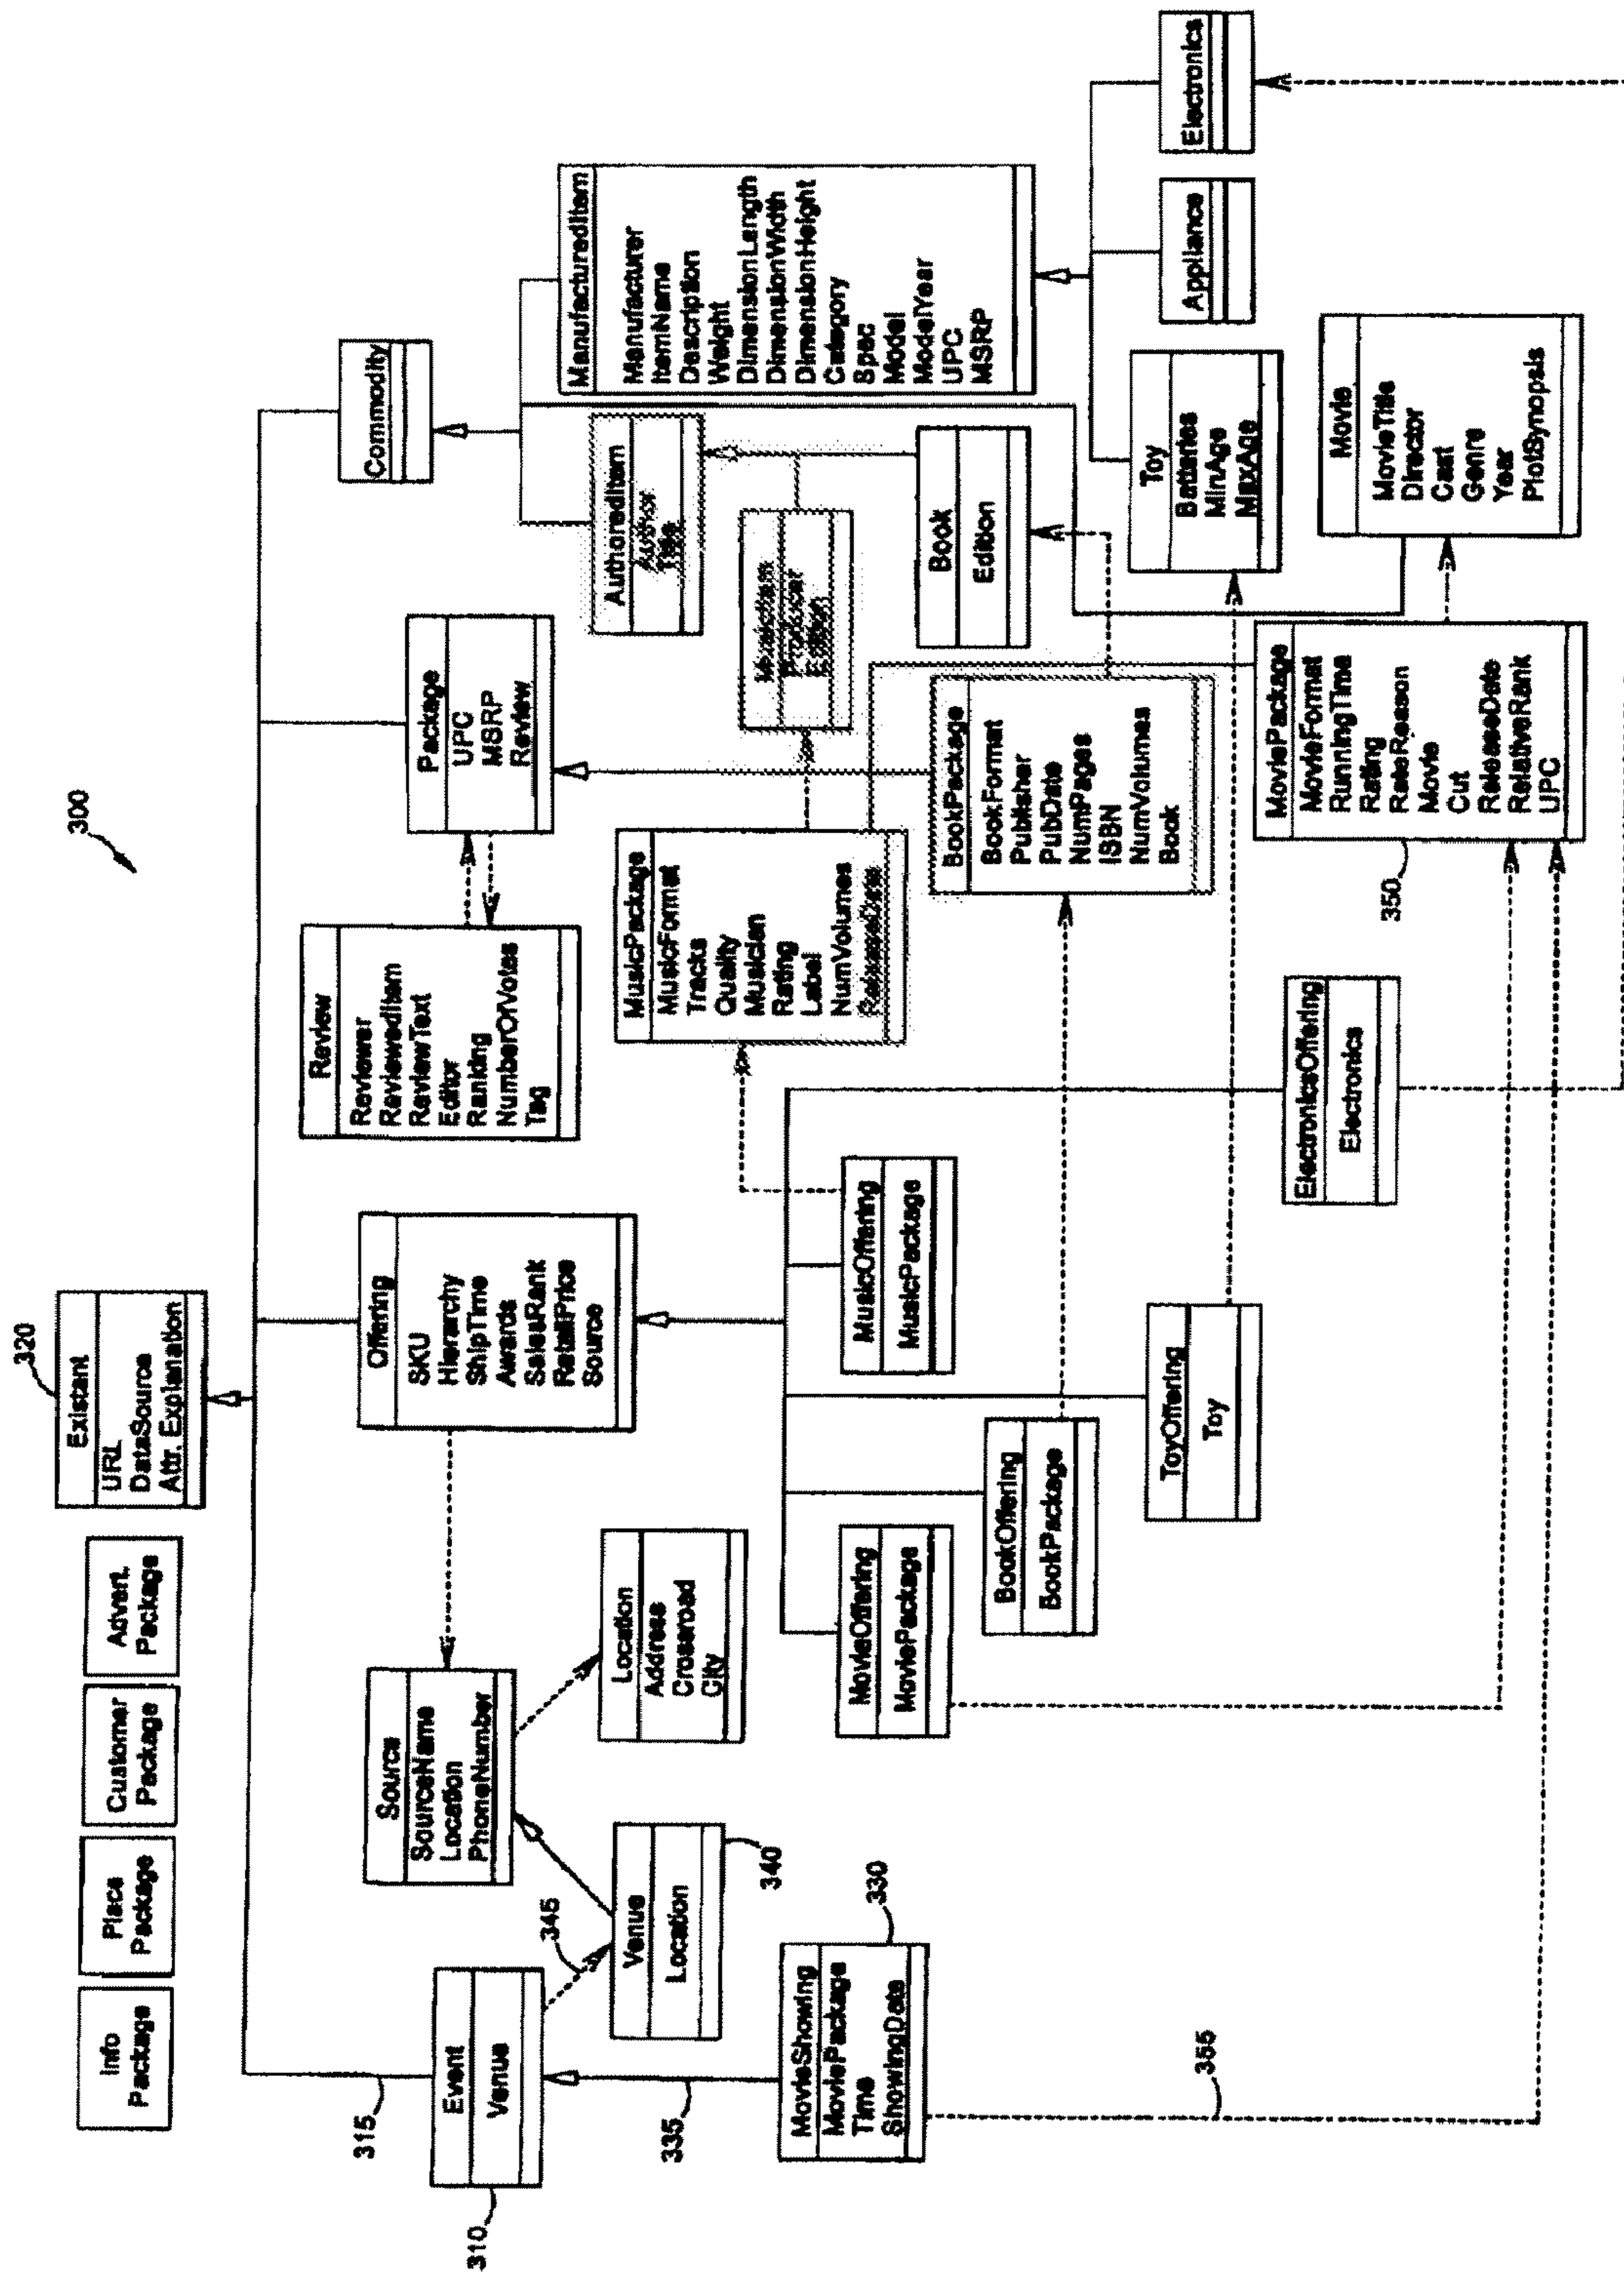 300
Info
Package
Place
Package
Customer
Package
Advert.
Package
320
Existant
URL
DataSource
Attr. Explanation
315
310
Event
Venue
345
Source
SourceName
Location
PhoneNumber
Offering
SKU
Hierarchy
ShipTime
Awards
SalesRank
RetailPrice
Source
Review
Reviewer
ReviewedItem
ReviewText
Editor
Ranking
NumberOfVotes
Tag
Package
UPC
MSRP
Review
Commodity
335
Venue
Location
340
Location
Address
Crossroad
City
MusicPackage
MusicFormat
Tracks
Quality
Musician
Rating
Label
NumVolumes
ReleaseDate
AuthoredItem
Author
Title
ManufacturedItem
Manufacturer
ItemName
Description
Weight
DimensionLength
DimensionWidth
DimensionHeight
Category
Spec
Model
ModelYear
UPC
MSRP
MovieShowing
MoviePackage
Time
ShowingDate
330
MovieOffering
MoviePackage
MusicOffering
MusicPackage
Producer
Edition
BookOffering
BookPackage
BookPackage
BookFormat
Publisher
PubDate
NumPages
ISBN
NumVolumes
Book
Book
Edition
ToyOffering
Toy
Toy
Batteries
MinAge
MaxAge
Appliance
Electronics
355
ElectronicsOffering
Electronics
350
MoviePackage
MovieFormat
RunningTime
Rating
RateReason
Movie
Cut
ReleaseDate
RelativeRank
UPC
Movie
MovieTitle
Director
Cast
Genre
Year
PlotSynopsis